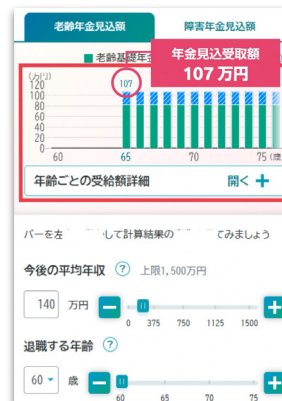 老齢年金見込額 障害年金見込額
老齢基礎年金
年金見込受取額
107 万円
(万円)
120
100
80
60
40
20
0
107
60 65 70 75
年齢ごとの受給額詳細 開く +
バーを左 して計算結果の てみましょう
今後の平均年収 ? 上限1,500万円
140 万円
0 375 750 1125 1500
退職する年齢 ?
60 歳
60 65 70 75